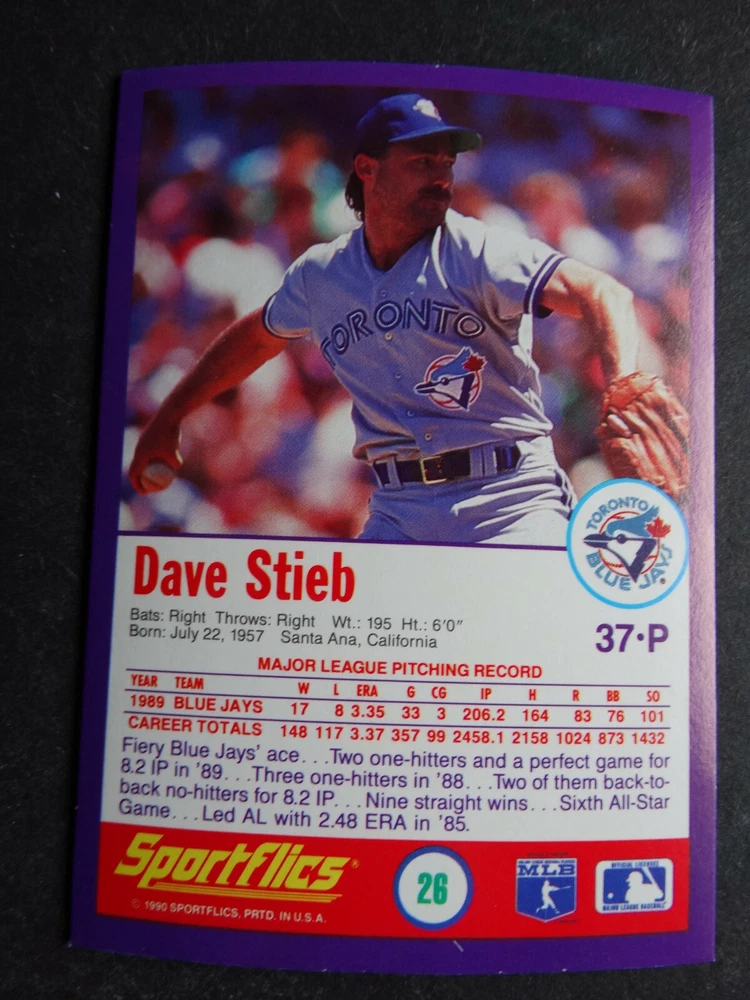 TORONTO
TORONTO
BLUE JAYS
Dave Stieb
Bats: Right Throws: Right Wt.: 195 Ht.: 6'0"
Born: July 22, 1957 Santa Ana, California
37•P
MAJOR LEAGUE PITCHING RECORD
YEAR TEAM W L ERA G CG IP H R BB SO
1989 BLUE JAYS 17 8 3.35 33 3 206.2 164 83 76 101
CAREER TOTALS 148 117 3.37 357 99 2458.1 2158 1024 873 1432
Fiery Blue Jays' ace...Two one-hitters and a perfect game for
8.2 IP in '89...Three one-hitters in '88...Two of them back-to-
back no-hitters for 8.2 IP...Nine straight wins...Sixth All-Star
Game...Led AL with 2.48 ERA in '85.
Sportflics®
© 1990 SPORTFLICS, PRTD. IN U.S.A.
26
MLB
OFFICIAL LICENSEE
MAJOR LEAGUE BASEBALL